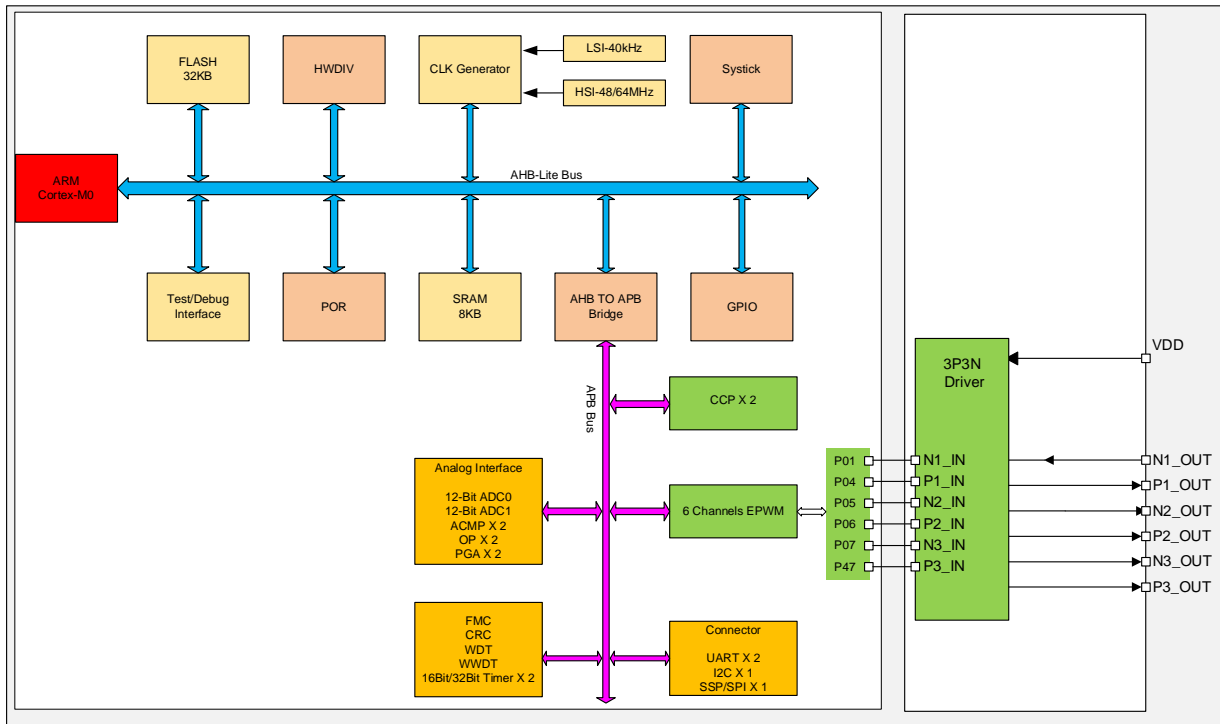 FLASH
32KB
HWDIV
CLK Generator
LSI-40kHz
HSI-48/64MHz
Systick
ARM
Cortex-M0
AHB-Lite Bus
Test/Debug
Interface
POR
SRAM
8KB
AHB TO APB
Bridge
GPIO
APB Bus
CCP X 2
Analog Interface
12-Bit ADC0
12-Bit ADC1
ACMP X 2
OP X 2
PGA X 2
6 Channels EPWM
FMC
CRC
WDT
WWDT
16Bit/32Bit Timer X 2
Connector
UART X 2
I2C X 1
SSP/SPI X 1
P01
P04
P05
P06
P07
P47
3P3N
Driver
N1_IN
P1_IN
N2_IN
P2_IN
N3_IN
P3_IN
VDD
N1_OUT
P1_OUT
N2_OUT
P2_OUT
N3_OUT
P3_OUT